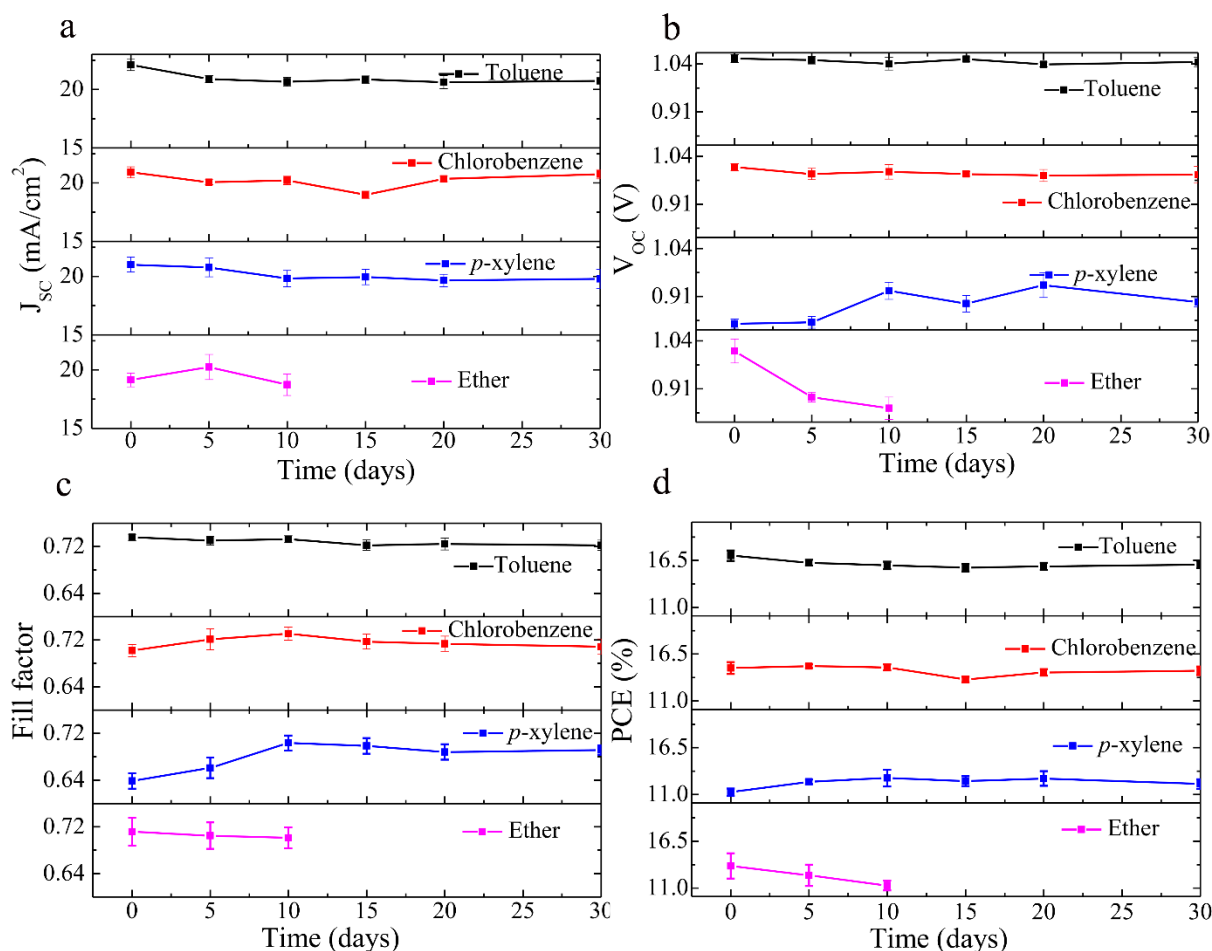 a
20
Toluene
15
Chlorobenzene
20
15
p-xylene
20
15
20
Ether
15
0 5 10 15 20 25 30
Time (days)
J_SC (mA/cm²)
b
1.04
0.91
Toluene
1.04
0.91
Chlorobenzene
1.04
p-xylene
0.91
1.04
0.91
Ether
0 5 10 15 20 25 30
Time (days)
V_OC (V)
c
0.72
Toluene
0.64
Chlorobenzene
0.72
0.64
0.72
p-xylene
0.64
0.72
Ether
0.64
0 5 10 15 20 25 30
Time (days)
Fill factor
d
Toluene
16.5
11.0
Chlorobenzene
16.5
11.0
16.5
p-xylene
11.0
Ether
16.5
11.0
0 5 10 15 20 25 30
Time (days)
PCE (%)